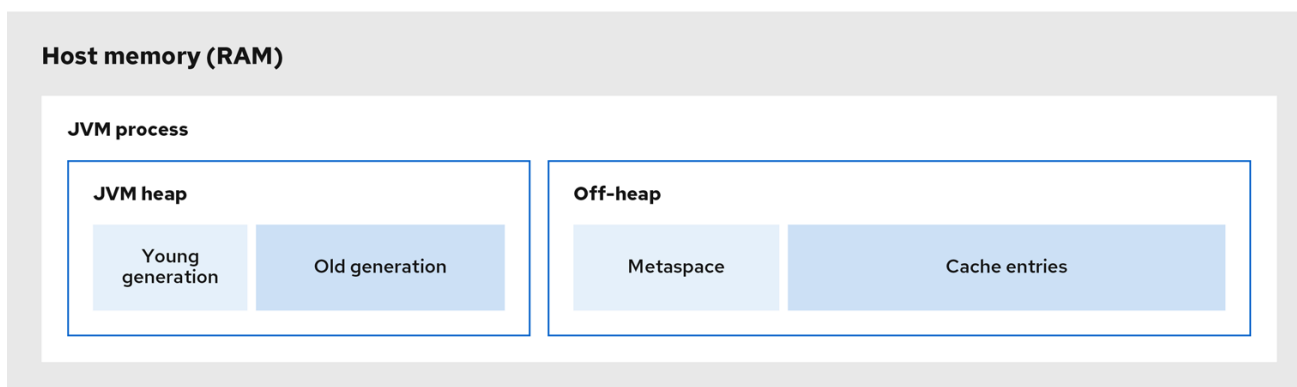 Host memory (RAM)
JVM process
JVM heap
Off-heap
Young
generation
Old generation
Metaspace
Cache entries